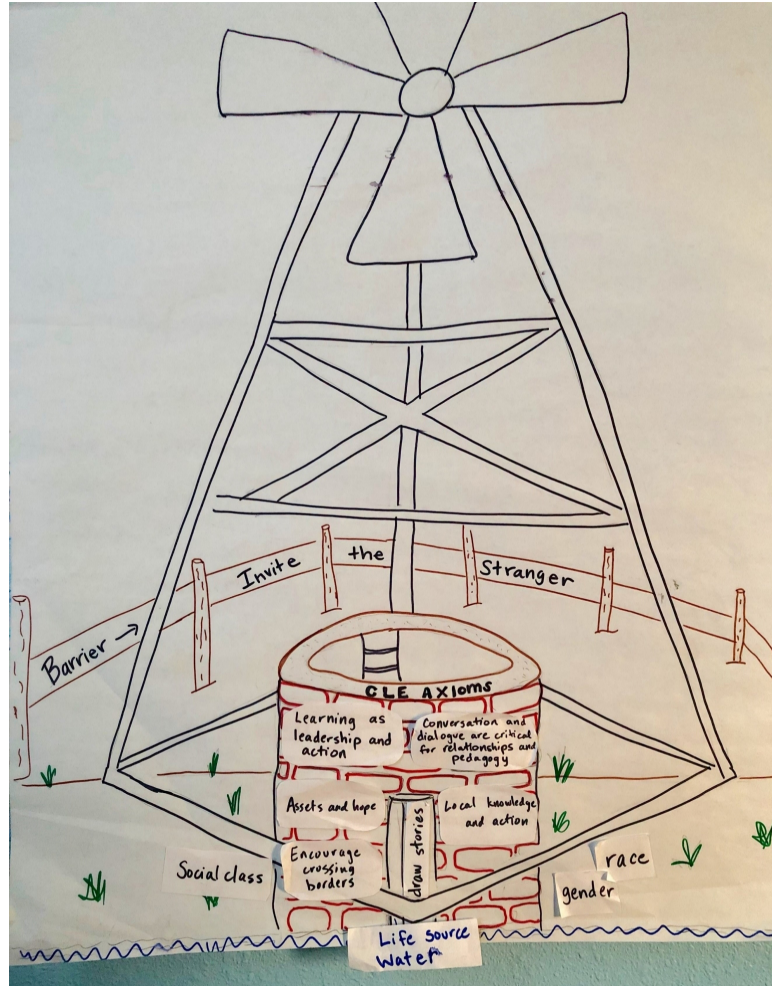 Barrier → Invite the Stranger
CLE AXIOMS
Learning as
leadership and
action
Conversation and
dialogue are critical
for relationships and
pedagogy
Assets and hope
Local knowledge
and action
draw stories
Encourage
crossing
borders
Social class
race
gender
Life source
Water